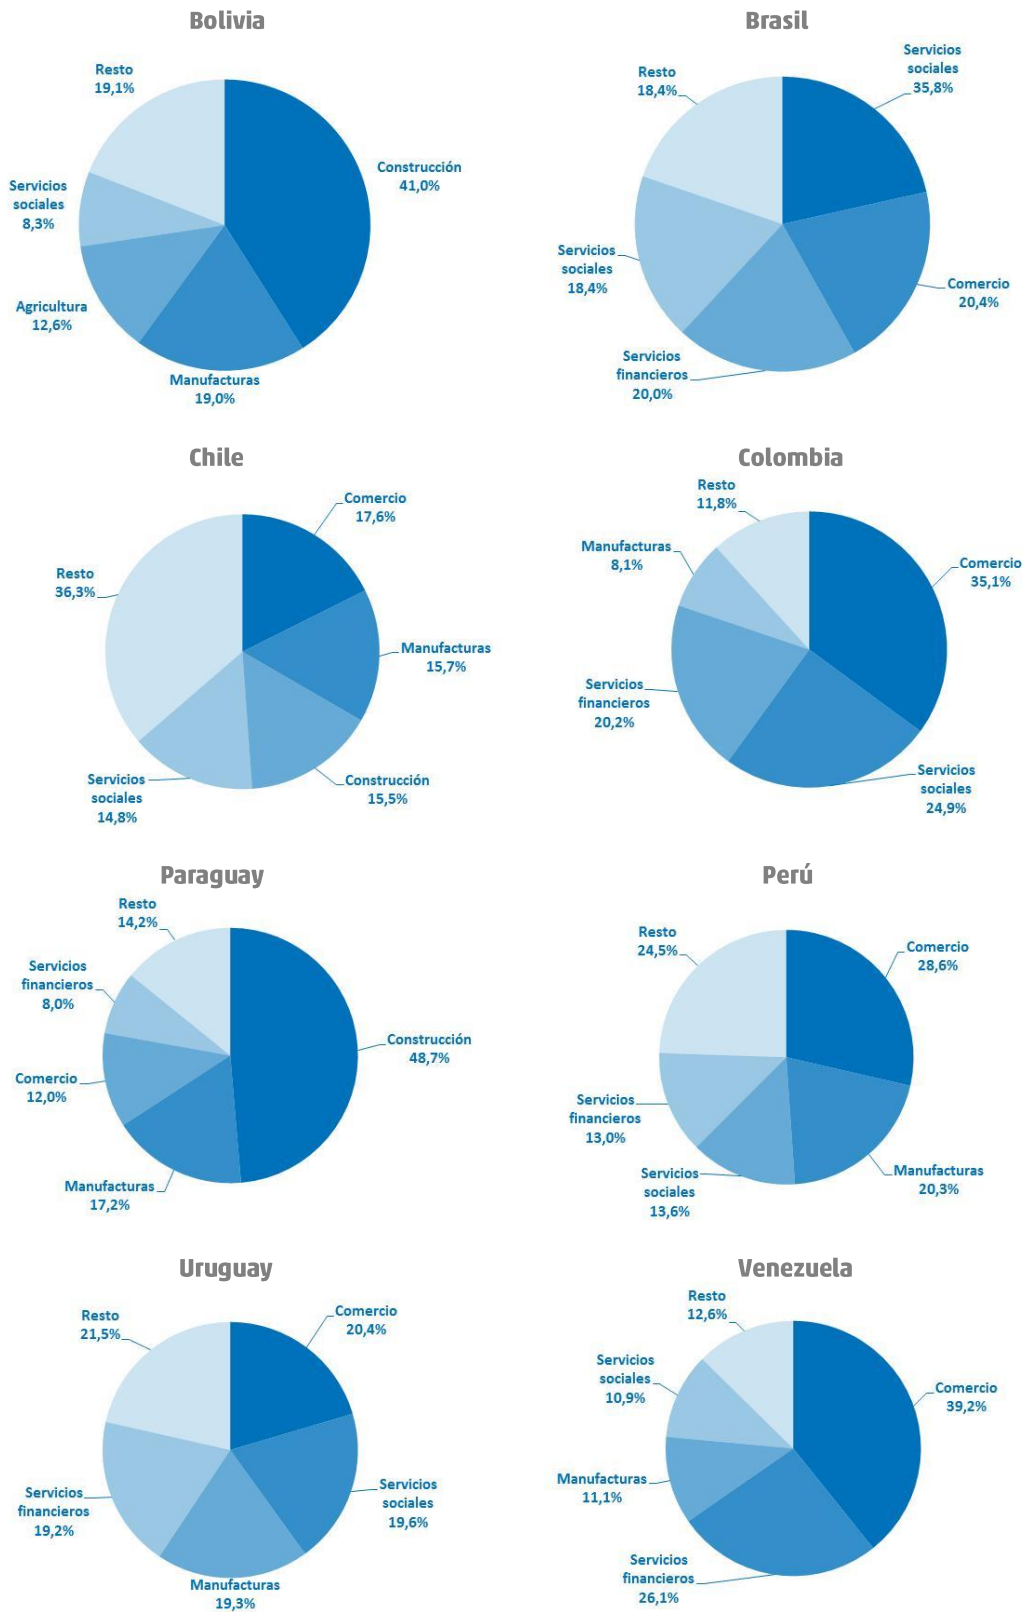 Bolivia
Resto
19,1%
Construcción
41,0%
Servicios
sociales
8,3%
Agricultura
12,6%
Manufacturas
19,0%
Brasil
Servicios
sociales
35,8%
Resto
18,4%
Servicios
sociales
18,4%
Comercio
20,4%
Servicios
financieros
20,0%
Chile
Comercio
17,6%
Resto
36,3%
Manufacturas
15,7%
Servicios
sociales
14,8%
Construcción
15,5%
Colombia
Resto
11,8%
Manufacturas
8,1%
Comercio
35,1%
Servicios
financieros
20,2%
Servicios
sociales
24,9%
Paraguay
Resto
14,2%
Servicios
financieros
8,0%
Construcción
48,7%
Comercio
12,0%
Manufacturas
17,2%
Perú
Resto
24,5%
Comercio
28,6%
Servicios
financieros
13,0%
Servicios
sociales
13,6%
Manufacturas
20,3%
Uruguay
Comercio
20,4%
Resto
21,5%
Servicios
sociales
19,6%
Servicios
financieros
19,2%
Manufacturas
19,3%
Venezuela
Resto
12,6%
Servicios
sociales
10,9%
Comercio
39,2%
Manufacturas
11,1%
Servicios
financieros
26,1%